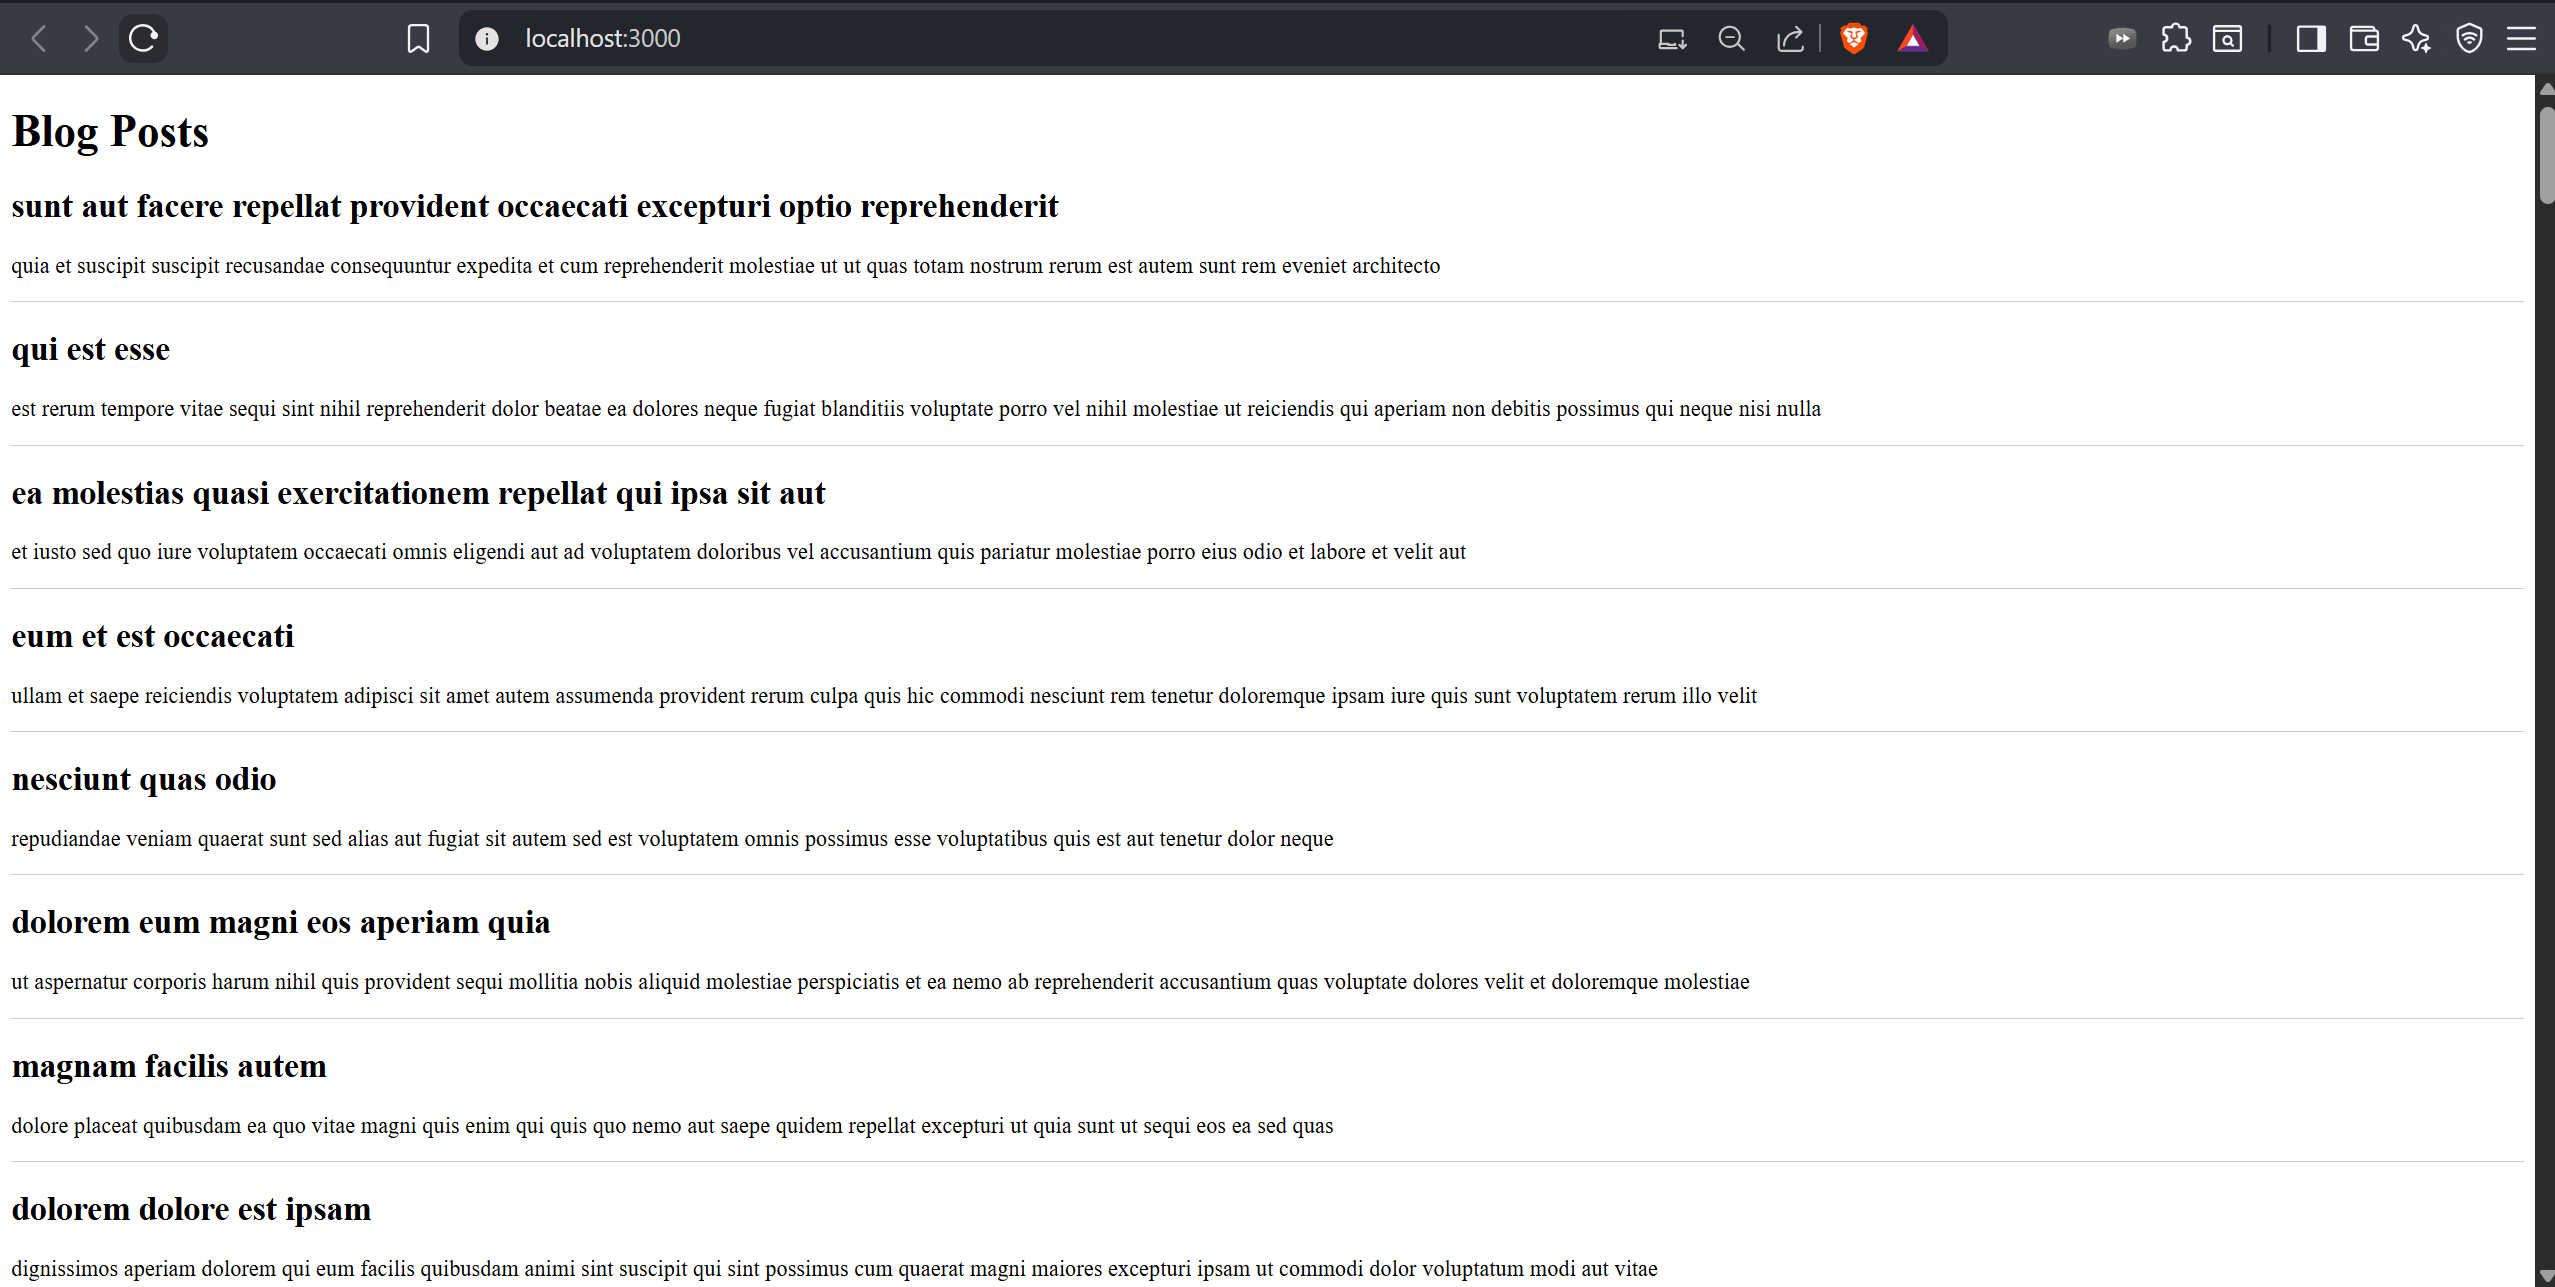 localhost:3000
Blog Posts
sunt aut facere repellat provident occaecati excepturi optio reprehenderit
quia et suscipit suscipit recusandae consequuntur expedita et cum reprehenderit molestiae ut ut quas totam nostrum rerum est autem sunt rem eveniet architecto
qui est esse
est rerum tempore vitae sequi sint nihil reprehenderit dolor beatae ea dolores neque fugiat blanditiis voluptate porro vel nihil molestiae ut reiciendis qui aperiam non debitis possimus qui neque nisi nulla
ea molestias quasi exercitationem repellat qui ipsa sit aut
et iusto sed quo iure voluptatem occaecati omnis eligendi aut ad voluptatem doloribus vel accusantium quis pariatur molestiae porro eius odio et labore et velit aut
eum et est occaecati
ullam et saepe reiciendis voluptatem adipisci sit amet autem assumenda provident rerum culpa quis hic commodi nesciunt rem tenetur doloremque ipsam iure quis sunt voluptatem rerum illo velit
nesciunt quas odio
repudiandae veniam quaerat sunt sed alias aut fugiat sit autem sed est voluptatem omnis possimus esse voluptatibus quis est aut tenetur dolor neque
dolorem eum magni eos aperiam quia
ut aspernatur corporis harum nihil quis provident sequi mollitia nobis aliquid molestiae perspiciatis et ea nemo ab reprehenderit accusantium quas voluptate dolores velit et doloremque molestiae
magnam facilis autem
dolore placeat quibusdam ea quo vitae magni quis enim qui quis quo nemo aut saepe quidem repellat excepturi ut quia sunt ut sequi eos ea sed quas
dolorem dolore est ipsam
dignissimos aperiam dolorem qui eum facilis quibusdam animi sint suscipit qui sint possimus cum quaerat magni maiores excepturi ipsam ut commodi dolor voluptatum modi aut vitae